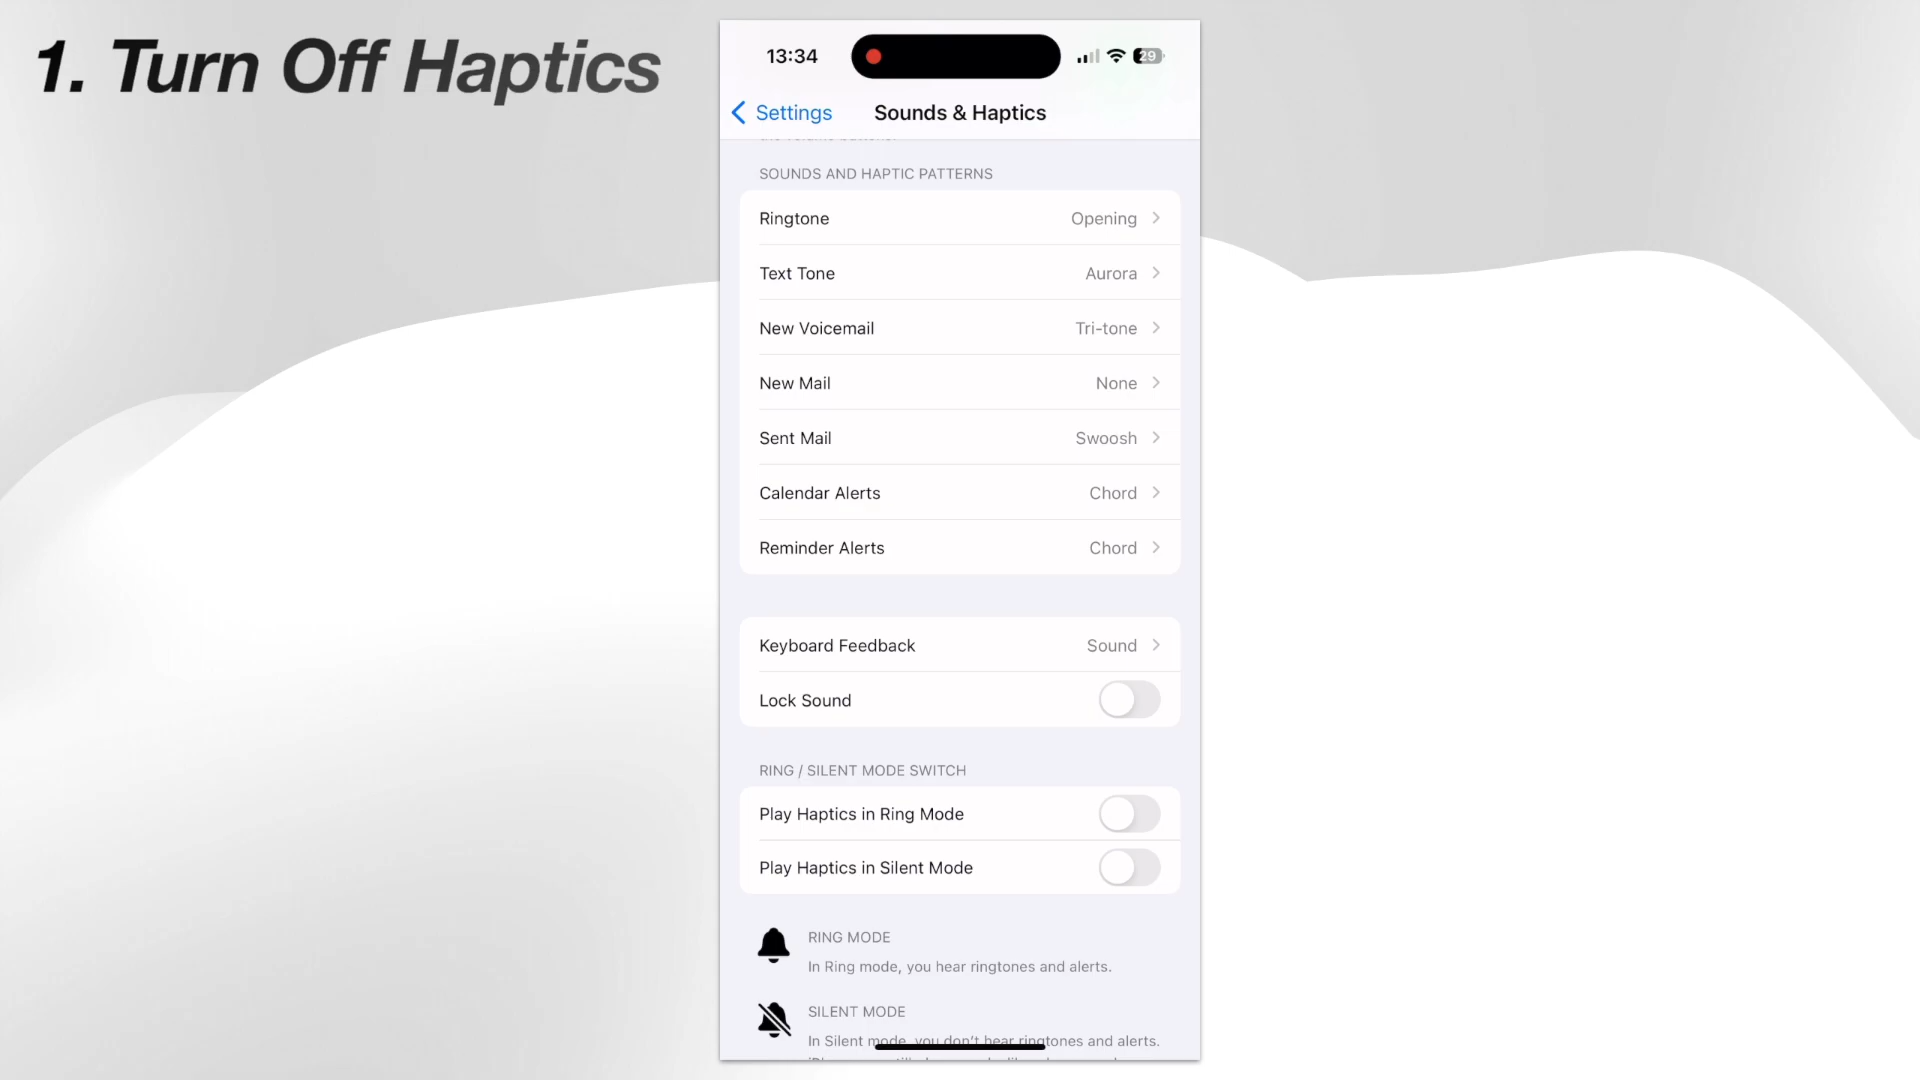 1. Turn Off Haptics
13:34
29
Settings
Sounds & Haptics
SOUNDS AND HAPTIC PATTERNS
Ringtone Opening
Text Tone Aurora
New Voicemail Tri-tone
New Mail None
Sent Mail Swoosh
Calendar Alerts Chord
Reminder Alerts Chord
Keyboard Feedback Sound
Lock Sound
RING / SILENT MODE SWITCH
Play Haptics in Ring Mode
Play Haptics in Silent Mode
RING MODE
In Ring mode, you hear ringtones and alerts.
SILENT MODE
In Silent mode, you don't hear ringtones and alerts.